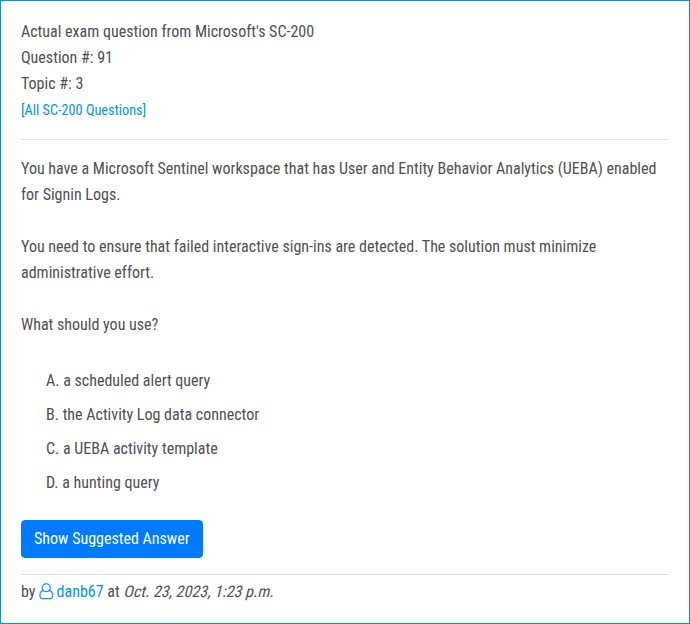 Actual exam question from Microsoft's SC-200
Question #: 91
Topic #: 3
[All SC-200 Questions]
You have a Microsoft Sentinel workspace that has User and Entity Behavior Analytics (UEBA) enabled
for Signin Logs.
You need to ensure that failed interactive sign-ins are detected. The solution must minimize
administrative effort.
What should you use?
A. a scheduled alert query
B. the Activity Log data connector
C. a UEBA activity template
D. a hunting query
Show Suggested Answer
by danb67 at Oct. 23, 2023, 1:23 p.m.